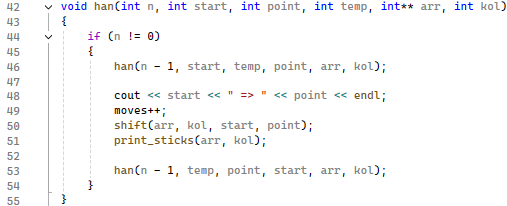 42 void han(int n, int start, int point, int temp, int** arr, int kol)
43 {
44     if (n != 0)
45     {
46         han(n - 1, start, temp, point, arr, kol);
47
48         cout << start << " => " << point << endl;
49         moves++;
50         shift(arr, kol, start, point);
51         print_sticks(arr, kol);
52
53         han(n - 1, temp, point, start, arr, kol);
54     }
55 }